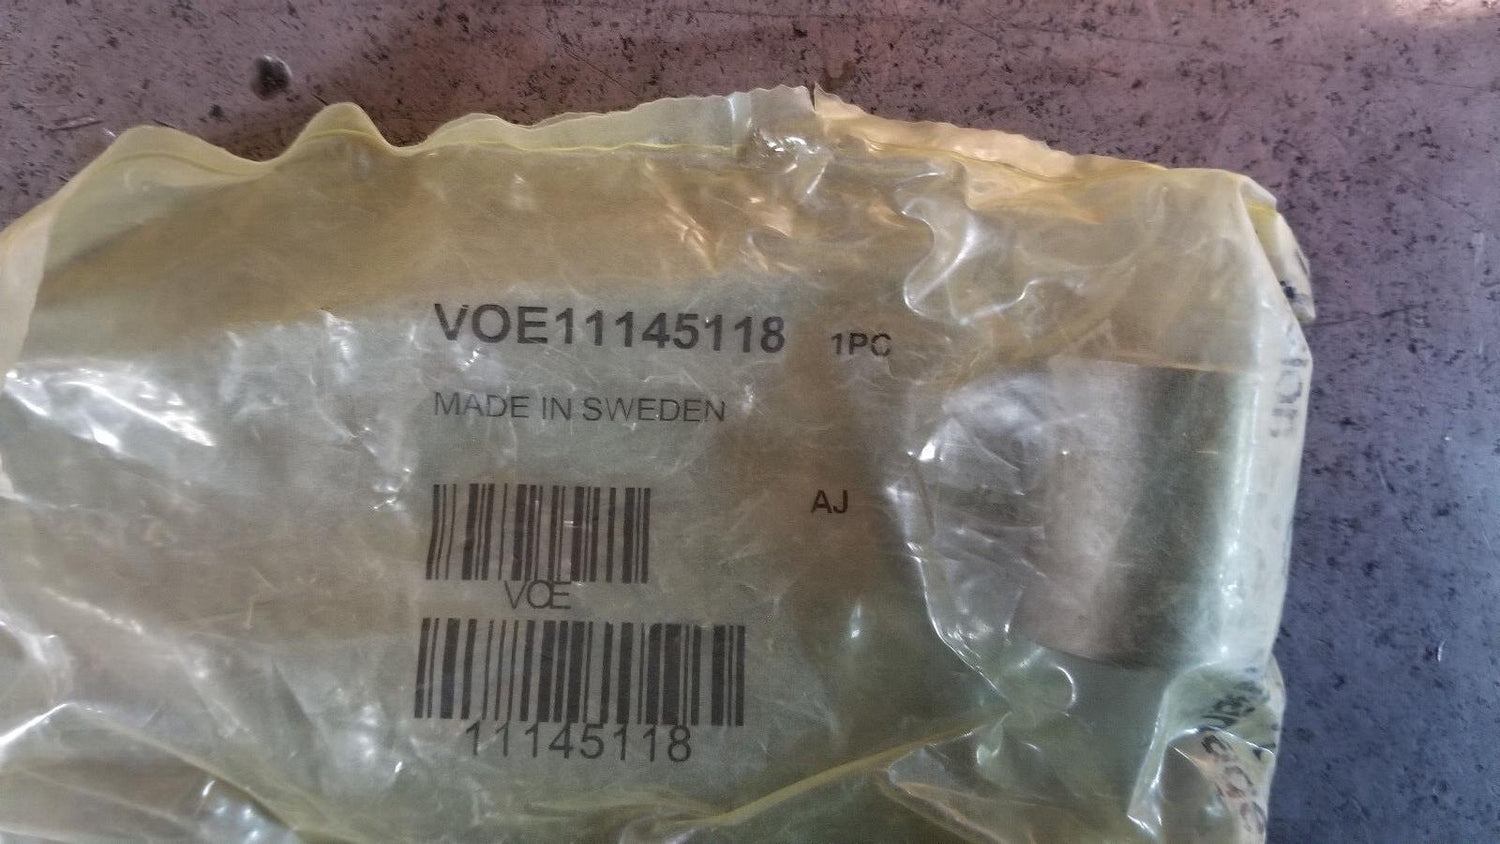 VOE11145118 1PC
MADE IN SWEDEN
AJ
VOE
11145118